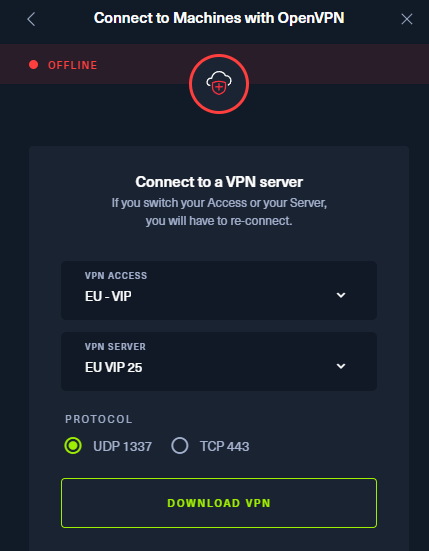 Connect to Machines with OpenVPN
OFFLINE
Connect to a VPN server
If you switch your Access or your Server,
you will have to re-connect.
VPN ACCESS
EU - VIP
VPN SERVER
EU VIP 25
PROTOCOL
UDP 1337
TCP 443
DOWNLOAD VPN